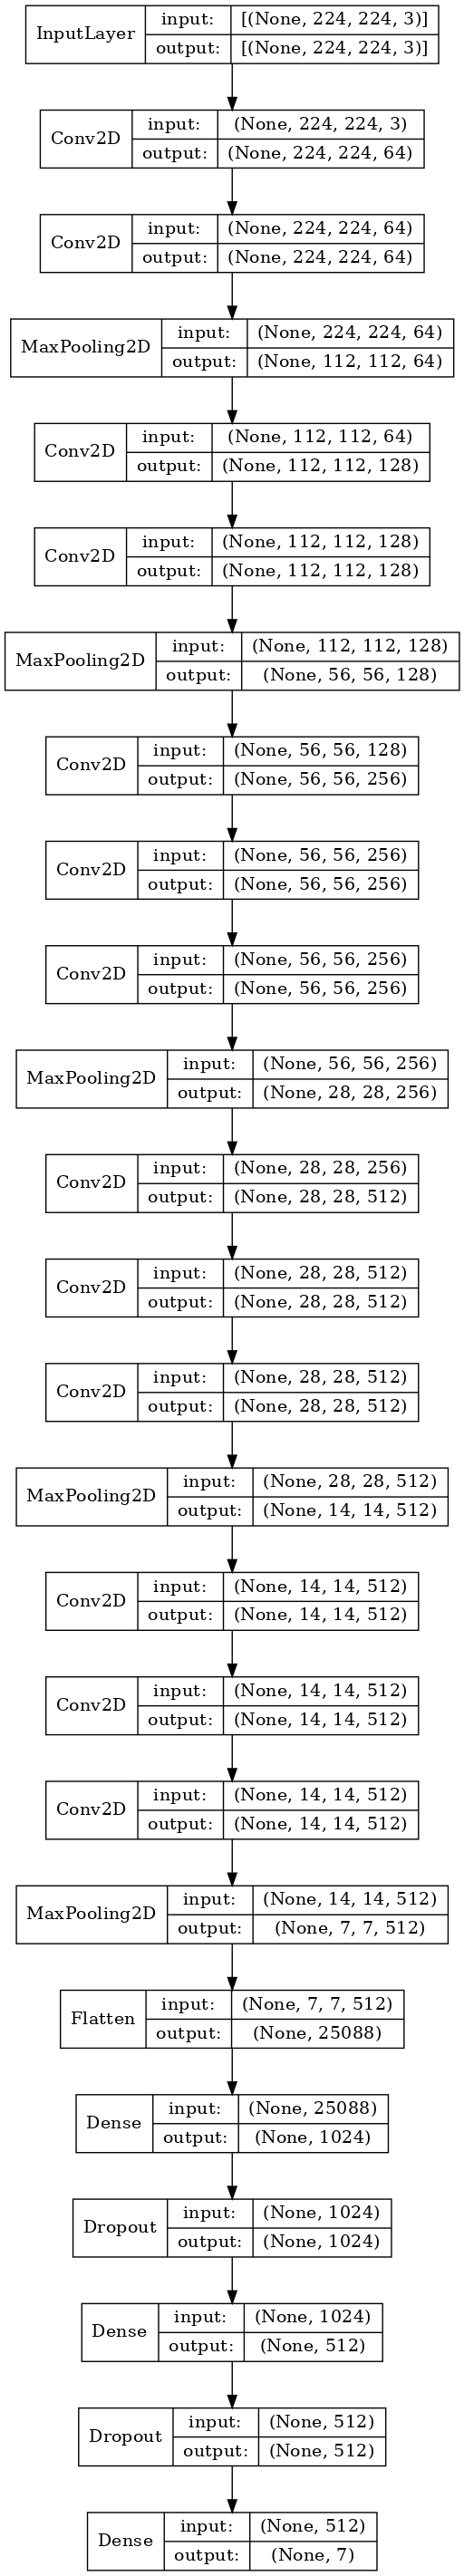 InputLayer
input: [(None, 224, 224, 3)]
output: [(None, 224, 224, 3)]
Conv2D
input: (None, 224, 224, 3)
output: (None, 224, 224, 64)
Conv2D
input: (None, 224, 224, 64)
output: (None, 224, 224, 64)
MaxPooling2D
input: (None, 224, 224, 64)
output: (None, 112, 112, 64)
Conv2D
input: (None, 112, 112, 64)
output: (None, 112, 112, 128)
Conv2D
input: (None, 112, 112, 128)
output: (None, 112, 112, 128)
MaxPooling2D
input: (None, 112, 112, 128)
output: (None, 56, 56, 128)
Conv2D
input: (None, 56, 56, 128)
output: (None, 56, 56, 256)
Conv2D
input: (None, 56, 56, 256)
output: (None, 56, 56, 256)
Conv2D
input: (None, 56, 56, 256)
output: (None, 56, 56, 256)
MaxPooling2D
input: (None, 56, 56, 256)
output: (None, 28, 28, 256)
Conv2D
input: (None, 28, 28, 256)
output: (None, 28, 28, 512)
Conv2D
input: (None, 28, 28, 512)
output: (None, 28, 28, 512)
Conv2D
input: (None, 28, 28, 512)
output: (None, 28, 28, 512)
MaxPooling2D
input: (None, 28, 28, 512)
output: (None, 14, 14, 512)
Conv2D
input: (None, 14, 14, 512)
output: (None, 14, 14, 512)
Conv2D
input: (None, 14, 14, 512)
output: (None, 14, 14, 512)
Conv2D
input: (None, 14, 14, 512)
output: (None, 14, 14, 512)
MaxPooling2D
input: (None, 14, 14, 512)
output: (None, 7, 7, 512)
Flatten
input: (None, 7, 7, 512)
output: (None, 25088)
Dense
input: (None, 25088)
output: (None, 1024)
Dropout
input: (None, 1024)
output: (None, 1024)
Dense
input: (None, 1024)
output: (None, 512)
Dropout
input: (None, 512)
output: (None, 512)
Dense
input: (None, 512)
output: (None, 7)